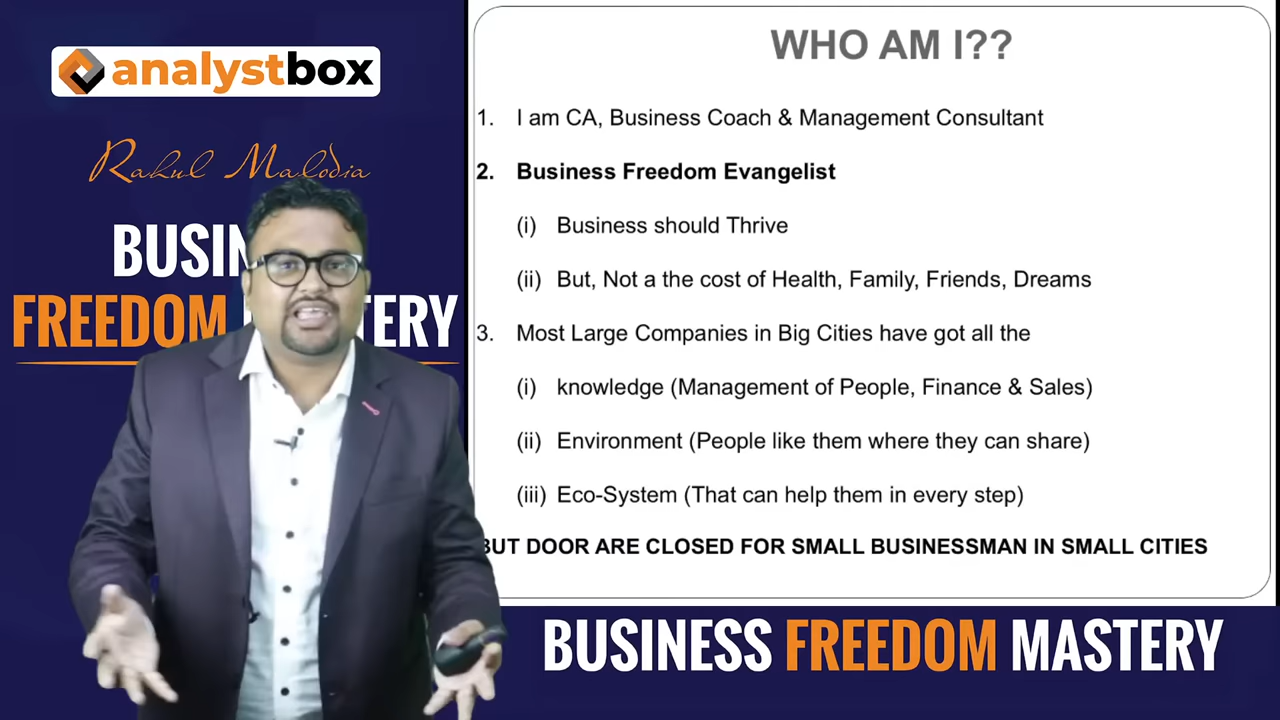 analystbox
Rahul Malodia
BUSIN
FREEDOM TERY
WHO AM I??
1. I am CA, Business Coach & Management Consultant
2. Business Freedom Evangelist
(i) Business should Thrive
(ii) But, Not a the cost of Health, Family, Friends, Dreams
3. Most Large Companies in Big Cities have got all the
(i) knowledge (Management of People, Finance & Sales)
(ii) Environment (People like them where they can share)
(iii) Eco-System (That can help them in every step)
BUT DOOR ARE CLOSED FOR SMALL BUSINESSMAN IN SMALL CITIES
BUSINESS FREEDOM MASTERY